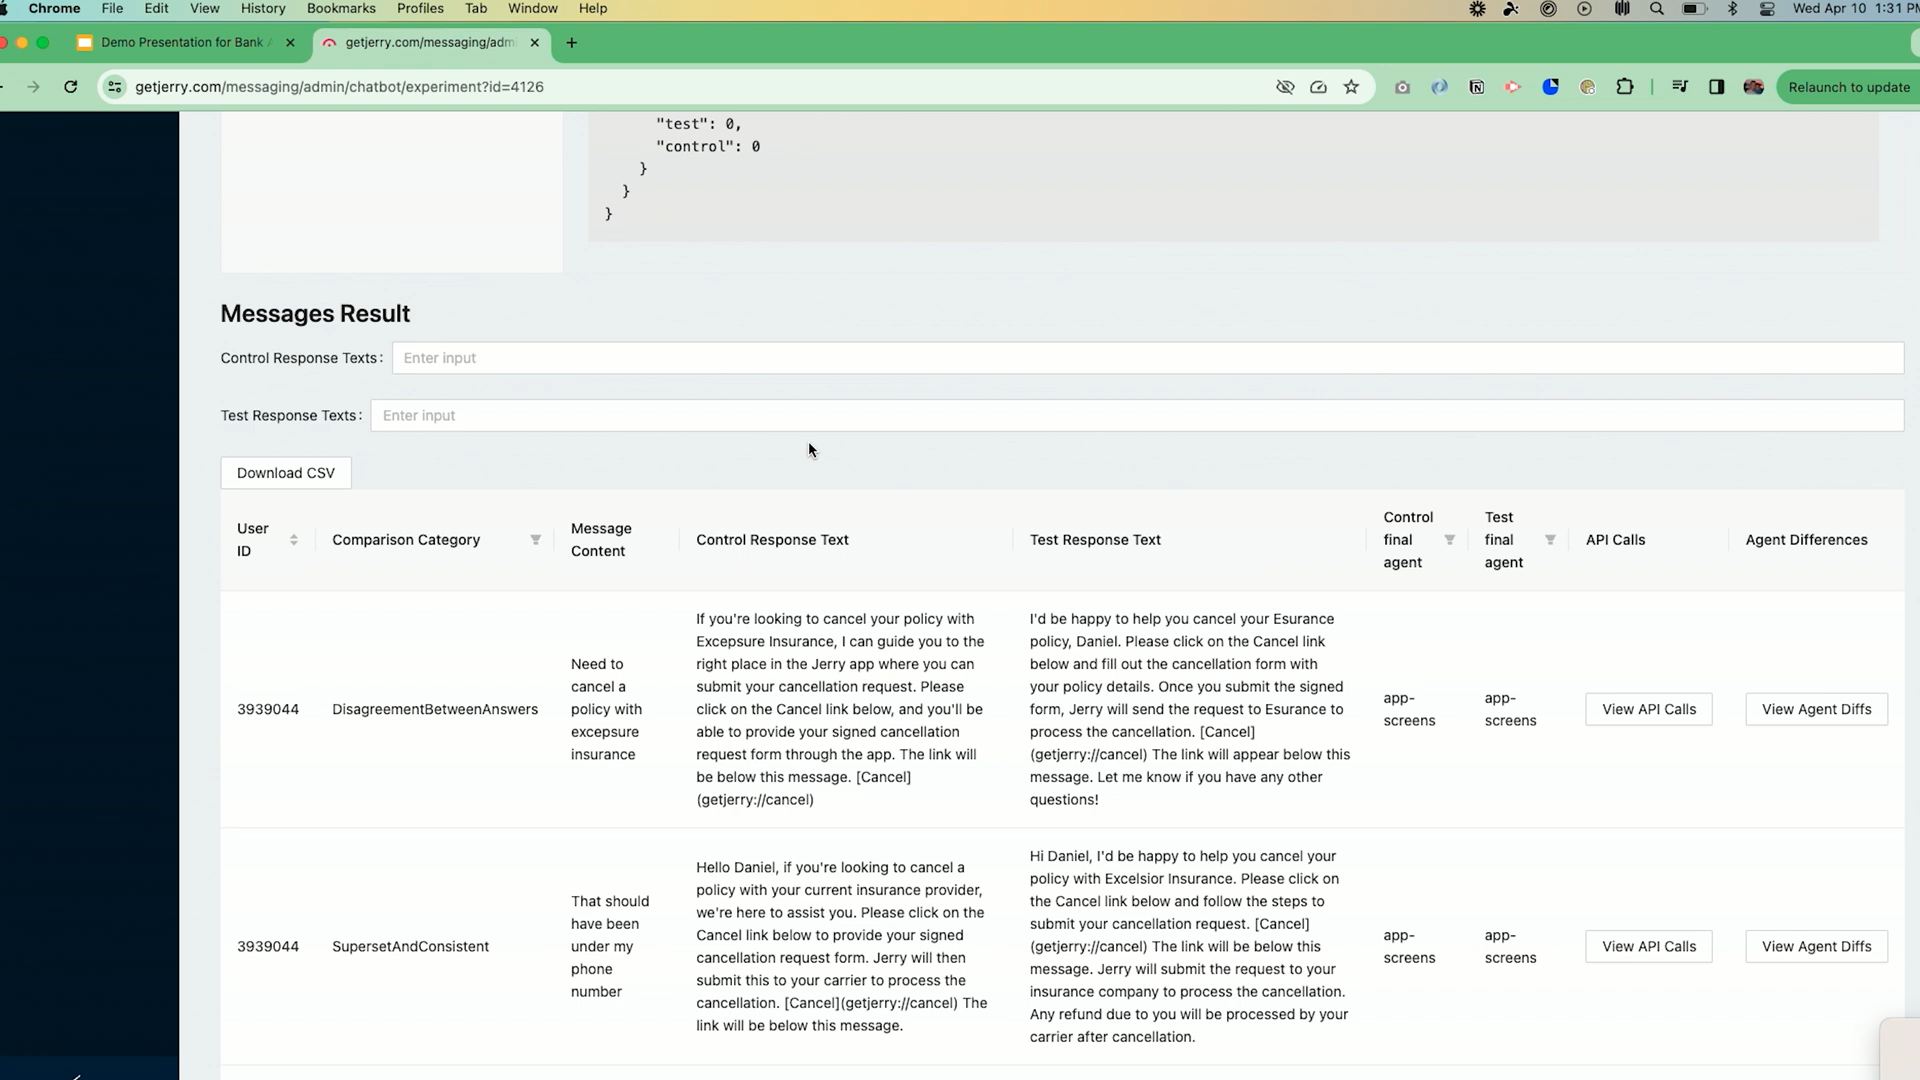 Chrome File Edit View History Bookmarks Profiles Tab Window Help Wed Apr 10 1:31 PM
Demo Presentation for Bank getjerry.com/messaging/adm
getjerry.com/messaging/admin/chatbot/experiment?id=4126 Relaunch to update
"test": 0,
"control": 0
}
}
}
Messages Result
Control Response Texts: Enter input
Test Response Texts: Enter input
Download CSV
User ID
Comparison Category
Message Content
Control Response Text
Test Response Text
Control final agent
Test final agent
API Calls
Agent Differences
3939044
DisagreementBetweenAnswers
Need to
cancel a
policy with
excepsure
insurance
If you're looking to cancel your policy with
Excepsure Insurance, I can guide you to the
right place in the Jerry app where you can
submit your cancellation request. Please
click on the Cancel link below, and you'll be
able to provide your signed cancellation
request form through the app. The link will
be below this message. [Cancel]
(getjerry://cancel)
I'd be happy to help you cancel your Esurance
policy, Daniel. Please click on the Cancel link
below and fill out the cancellation form with
your policy details. Once you submit the signed
form, Jerry will send the request to Esurance to
process the cancellation. [Cancel]
(getjerry://cancel) The link will appear below this
message. Let me know if you have any other
questions!
app-
screens
app-
screens
View API Calls
View Agent Diffs
3939044
SupersetAndConsistent
That should
have been
under my
phone
number
Hello Daniel, if you're looking to cancel a
policy with your current insurance provider,
we're here to assist you. Please click on the
Cancel link below to provide your signed
cancellation request form. Jerry will then
submit this to your carrier to process the
cancellation. [Cancel](getjerry://cancel) The
link will be below this message.
Hi Daniel, I'd be happy to help you cancel your
policy with Excelsior Insurance. Please click on
the Cancel link below and follow the steps to
submit your cancellation request. [Cancel]
(getjerry://cancel) The link will be below this
message. Jerry will submit the request to your
insurance company to process the cancellation.
Any refund due to you will be processed by your
carrier after cancellation.
app-
screens
app-
screens
View API Calls
View Agent Diffs